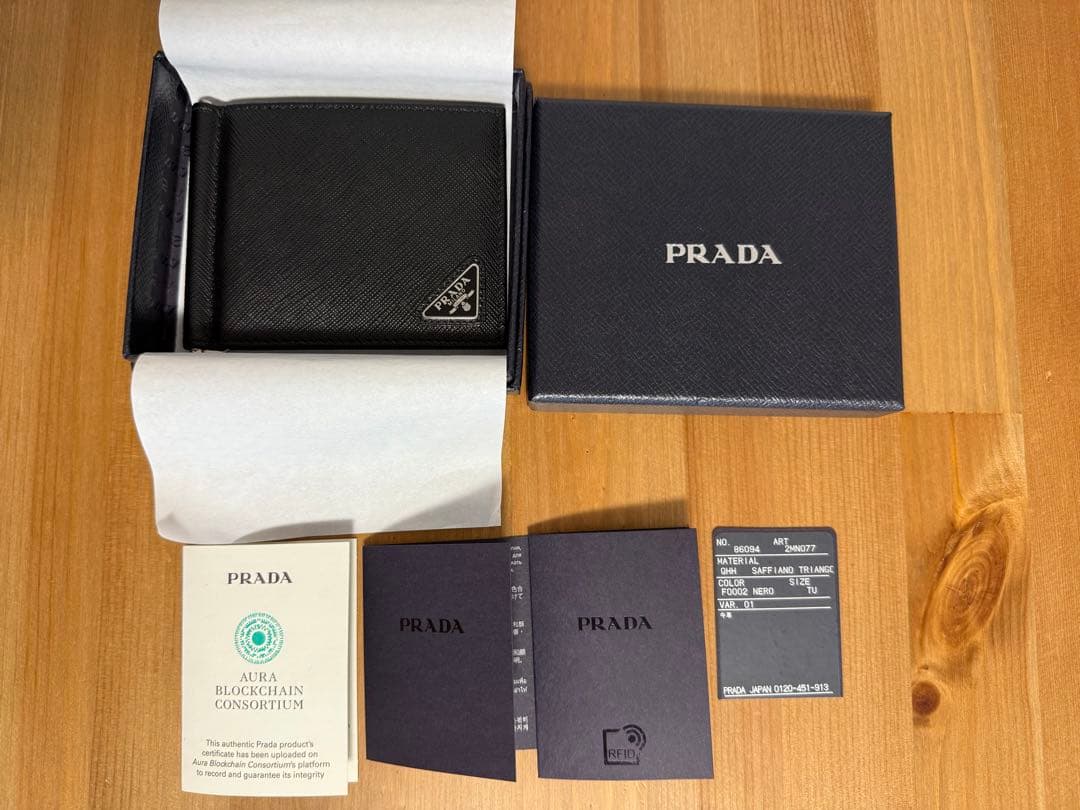 PRADA
MILANO
PRADA
PRADA
AURA
BLOCKCHAIN
CONSORTIUM
This authentic Prada product's
certificate has been uploaded on
Aura Blockchain Consortium's platform
to record and guarantee its integrity
PRADA
PRADA
RFID
NO. ART
86094 2MN077
MATERIAL
QHH SAFFIANO TRIANGO
COLOR SIZE
F0002 NERO TU
VAR. 01
PRADA JAPAN 0120-451-913